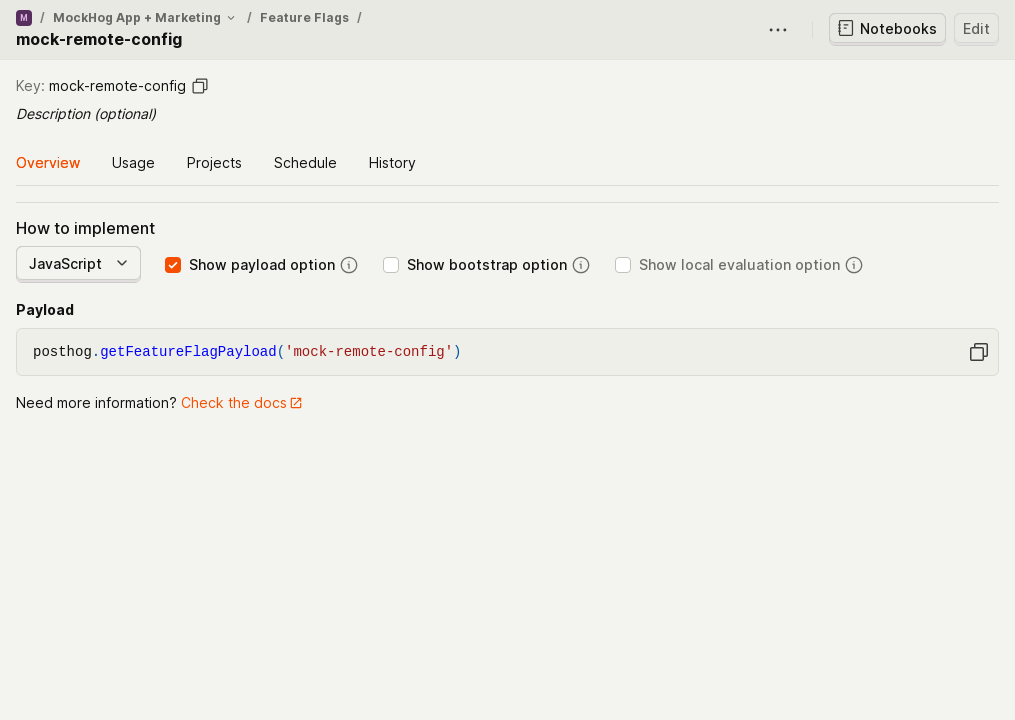 M / MockHog App + Marketing / Feature Flags /
mock-remote-config
Notebooks
Edit
Key: mock-remote-config
Description (optional)
Overview Usage Projects Schedule History
How to implement
JavaScript Show payload option Show bootstrap option Show local evaluation option
Payload
posthog.getFeatureFlagPayload('mock-remote-config')
Need more information? Check the docs